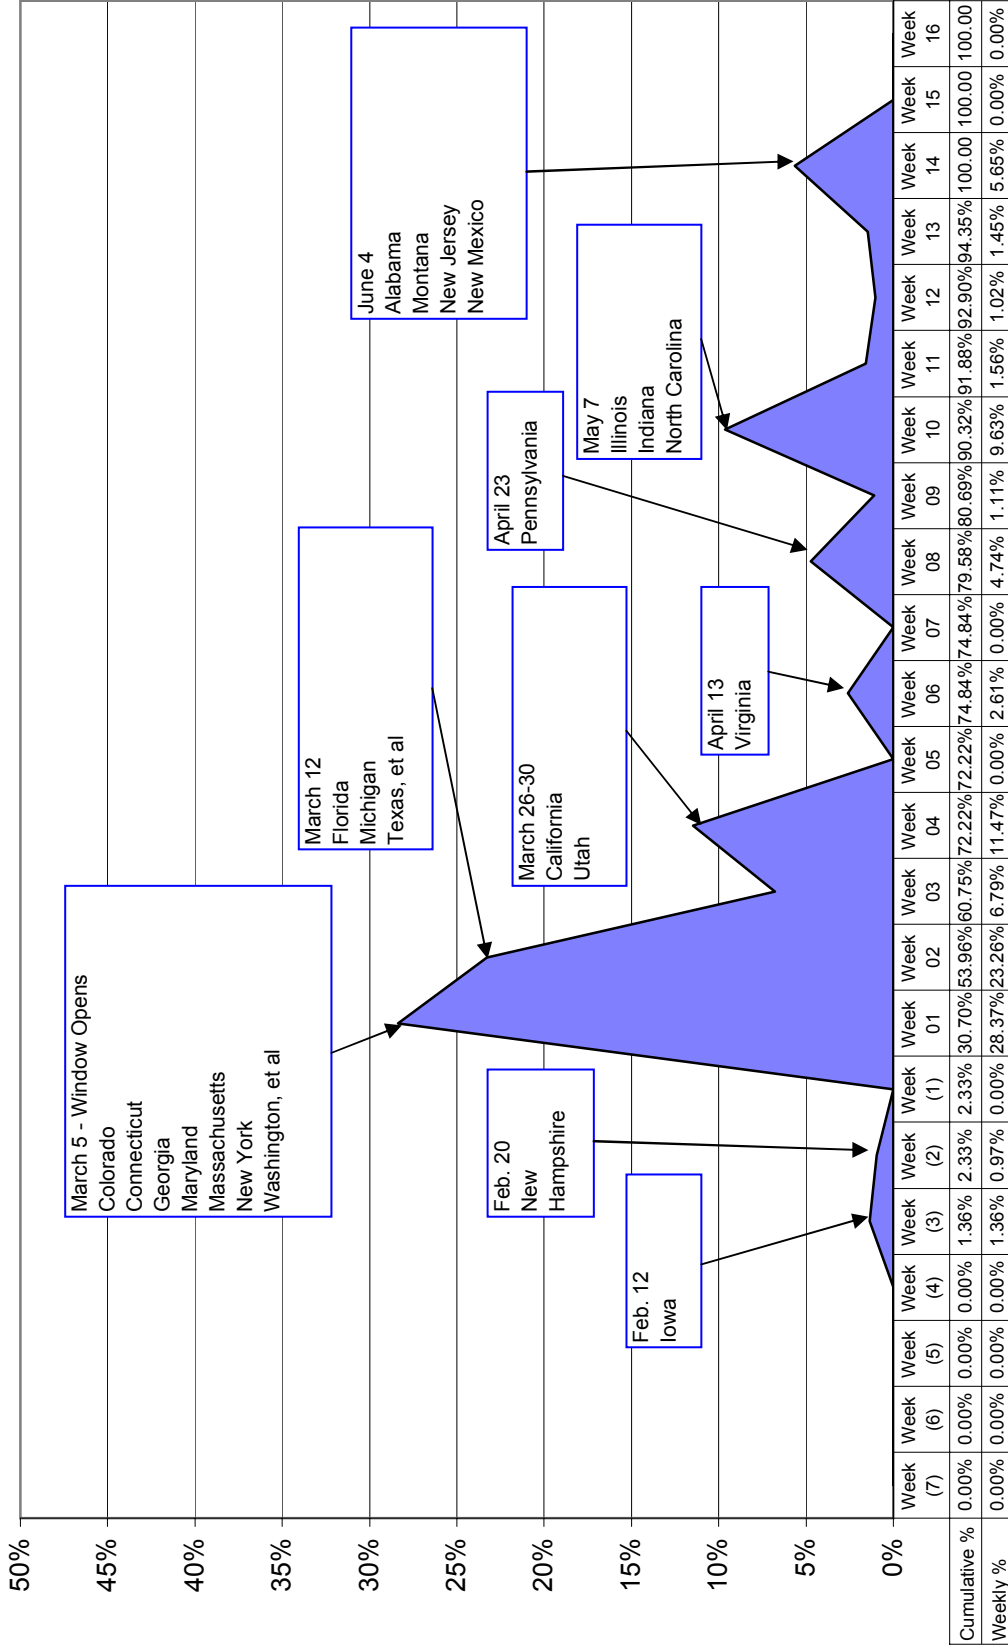 50%
45%
40%
35%
30%
25%
20%
15%
10%
5%
0%
March 5 - Window Opens
Colorado
Connecticut
Georgia
Maryland
Massachusetts
New York
Washington, et al
March 12
Florida
Michigan
Texas, et al
June 4
Alabama
Montana
New Jersey
New Mexico
Feb. 20
New
Hampshire
March 26-30
California
Utah
April 23
Pennsylvania
May 7
Illinois
Indiana
North Carolina
Feb. 12
Iowa
April 13
Virginia
Week Week Week Week Week Week Week Week Week Week Week Week Week Week Week Week Week Week Week Week Week Week Week
(7) (6) (5) (4) (3) (2) (1) 01 02 03 04 05 06 07 08 09 10 11 12 13 14 15 16
Cumulative % 0.00% 0.00% 0.00% 0.00% 1.36% 2.33% 2.33% 30.70% 53.96% 60.75% 72.22% 72.22% 74.84% 74.84% 79.58% 80.69% 90.32% 91.88% 92.90% 94.35% 100.00 100.00 100.00
Weekly % 0.00% 0.00% 0.00% 0.00% 1.36% 0.97% 0.00% 28.37% 23.26% 6.79% 11.47% 0.00% 2.61% 0.00% 4.74% 1.11% 9.63% 1.56% 1.02% 1.45% 5.65% 0.00% 0.00%